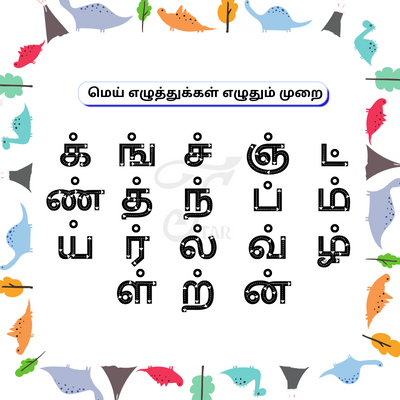 மெய் எழுத்துக்கள் எழுதும் முறை
க் ங் ச் ஞ் ட்
ண் த் ந் ப் ம்
ய் ர் ல வ் ழ்
ள் ற் ன்